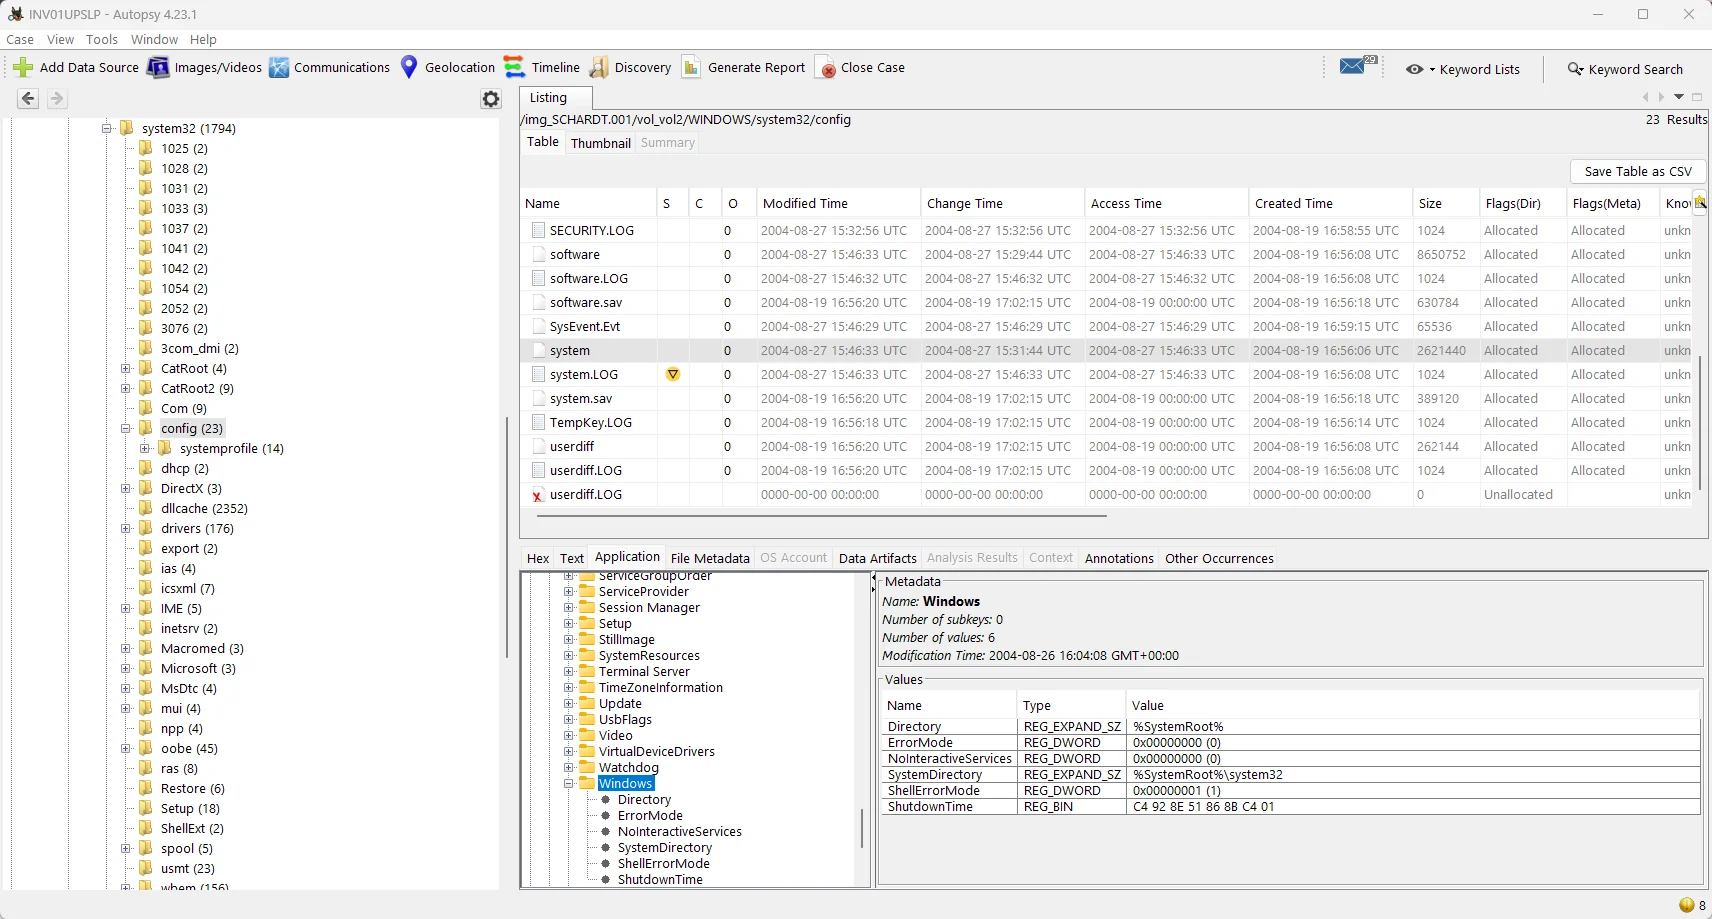 INV01UPSLP - Autopsy 4.23.1
Case View Tools Window Help
Add Data Source Images/Videos Communications Geolocation Timeline Discovery Generate Report Close Case 29 Keyword Lists Keyword Search
system32 (1794)
1025 (2)
1028 (2)
1031 (2)
1033 (3)
1037 (2)
1041 (2)
1042 (2)
1054 (2)
2052 (2)
3076 (2)
3com_dmi (2)
CatRoot (4)
CatRoot2 (9)
Com (9)
config (23)
systemprofile (14)
dhcp (2)
DirectX (3)
dllcache (2352)
drivers (176)
export (2)
ias (4)
icsxml (7)
IME (5)
inetsrv (2)
Macromed (3)
Microsoft (3)
MsDtc (4)
mui (4)
npp (4)
oobe (45)
ras (8)
Restore (6)
Setup (18)
ShellExt (2)
spool (5)
usmt (23)
wbem (156)
Listing
/img_SCHARDT.001/vol_vol2/WINDOWS/system32/config 23 Results
Table Thumbnail Summary
Save Table as CSV
Name S C O Modified Time Change Time Access Time Created Time Size Flags(Dir) Flags(Meta) Knov
SECURITY.LOG 0 2004-08-27 15:32:56 UTC 2004-08-27 15:32:56 UTC 2004-08-27 15:32:56 UTC 2004-08-19 16:58:55 UTC 1024 Allocated Allocated unkn
software 0 2004-08-27 15:46:33 UTC 2004-08-27 15:29:44 UTC 2004-08-27 15:46:33 UTC 2004-08-19 16:56:08 UTC 8650752 Allocated Allocated unkn
software.LOG 0 2004-08-27 15:46:33 UTC 2004-08-27 15:46:32 UTC 2004-08-27 15:46:33 UTC 2004-08-19 16:56:08 UTC 1024 Allocated Allocated unkn
software.sav 0 2004-08-19 16:56:20 UTC 2004-08-19 17:02:15 UTC 2004-08-19 00:00:00 UTC 2004-08-19 16:56:18 UTC 630784 Allocated Allocated unkn
SysEvent.Evt 0 2004-08-27 15:46:29 UTC 2004-08-27 15:46:29 UTC 2004-08-27 15:46:29 UTC 2004-08-19 16:59:15 UTC 65536 Allocated Allocated unkn
system 0 2004-08-27 15:46:33 UTC 2004-08-27 15:31:44 UTC 2004-08-27 15:46:33 UTC 2004-08-19 16:56:06 UTC 2621440 Allocated Allocated unkn
system.LOG 0 2004-08-27 15:46:33 UTC 2004-08-27 15:46:33 UTC 2004-08-27 15:46:33 UTC 2004-08-19 16:56:08 UTC 1024 Allocated Allocated unkn
system.sav 0 2004-08-19 16:56:20 UTC 2004-08-19 17:02:15 UTC 2004-08-19 00:00:00 UTC 2004-08-19 16:56:18 UTC 389120 Allocated Allocated unkn
TempKey.LOG 0 2004-08-19 16:56:18 UTC 2004-08-19 17:02:15 UTC 2004-08-19 00:00:00 UTC 2004-08-19 16:56:14 UTC 1024 Allocated Allocated unkn
userdiff 0 2004-08-19 16:56:20 UTC 2004-08-19 17:02:15 UTC 2004-08-19 00:00:00 UTC 2004-08-19 16:56:08 UTC 262144 Allocated Allocated unkn
userdiff.LOG 0 2004-08-19 16:56:20 UTC 2004-08-19 17:02:15 UTC 2004-08-19 00:00:00 UTC 2004-08-19 16:56:08 UTC 1024 Allocated Allocated unkn
userdiff.LOG 0000-00-00 00:00:00 0000-00-00 00:00:00 0000-00-00 00:00:00 0000-00-00 00:00:00 0 Unallocated unkn
Hex Text Application File Metadata OS Account Data Artifacts Analysis Results Context Annotations Other Occurrences
ServiceGroupOrder
ServiceProvider
Session Manager
Setup
StillImage
SystemResources
Terminal Server
TimeZoneInformation
Update
UsbFlags
Video
VirtualDeviceDrivers
Watchdog
Windows
Directory
ErrorMode
NoInteractiveServices
SystemDirectory
ShellErrorMode
ShutdownTime
Metadata
Name: Windows
Number of subkeys: 0
Number of values: 6
Modification Time: 2004-08-26 16:04:08 GMT+00:00
Values
Name Type Value
Directory REG_EXPAND_SZ %SystemRoot%
ErrorMode REG_DWORD 0x00000000 (0)
NoInteractiveServices REG_DWORD 0x00000000 (0)
SystemDirectory REG_EXPAND_SZ %SystemRoot%\system32
ShellErrorMode REG_DWORD 0x00000001 (1)
ShutdownTime REG_BIN C4 92 8E 51 86 8B C4 01
8